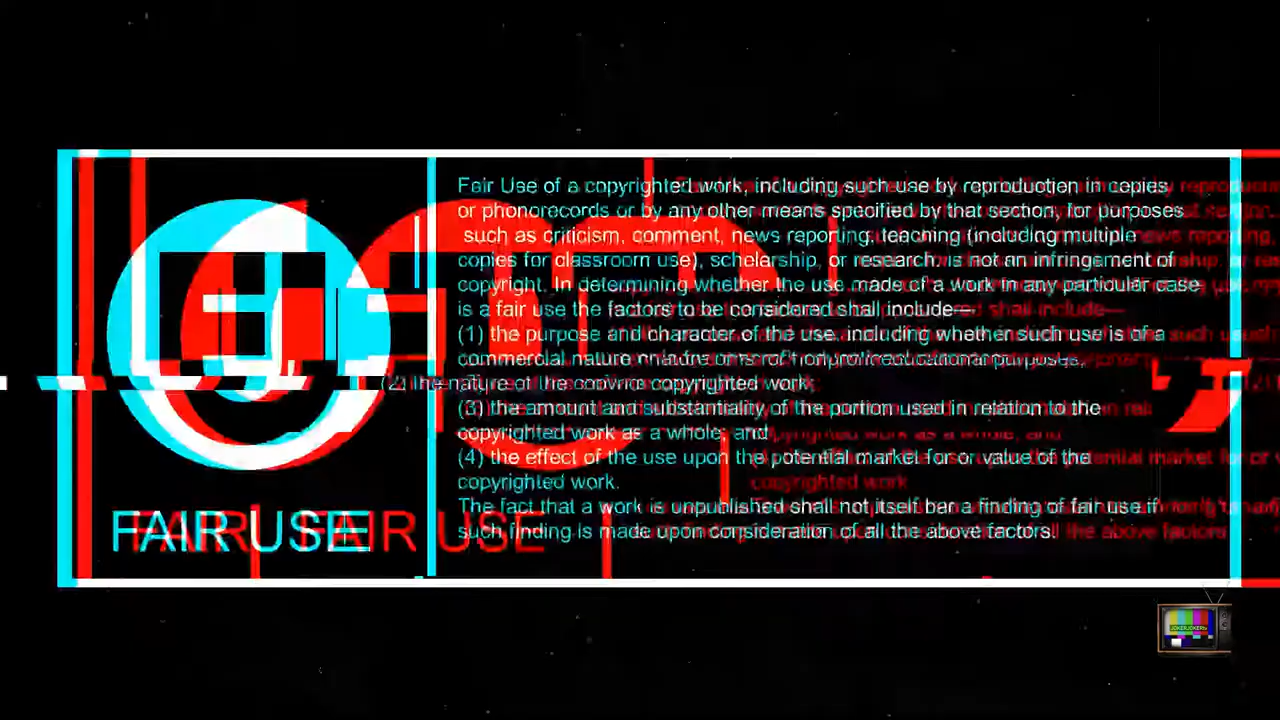 Fair Use of a copyrighted work, including such use by reproduction in copies
or phonorecords or by any other means specified by that section, for purposes
such as criticism, comment, news reporting, teaching (including multiple
copies for classroom use), scholarship, or research, is not an infringement of
copyright. In determining whether the use made of a work in any particular case
is a fair use the factors to be considered shall include—
(1) the purpose and character of the use, including whether such use is of a
commercial nature or is for nonprofit educational purposes;
(2) the nature of the copyrighted work;
(3) the amount and substantiality of the portion used in relation to the
copyrighted work as a whole; and
(4) the effect of the use upon the potential market for or value of the
copyrighted work.
The fact that a work is unpublished shall not itself bar a finding of fair use if
such finding is made upon consideration of all the above factors.
FAIR USE